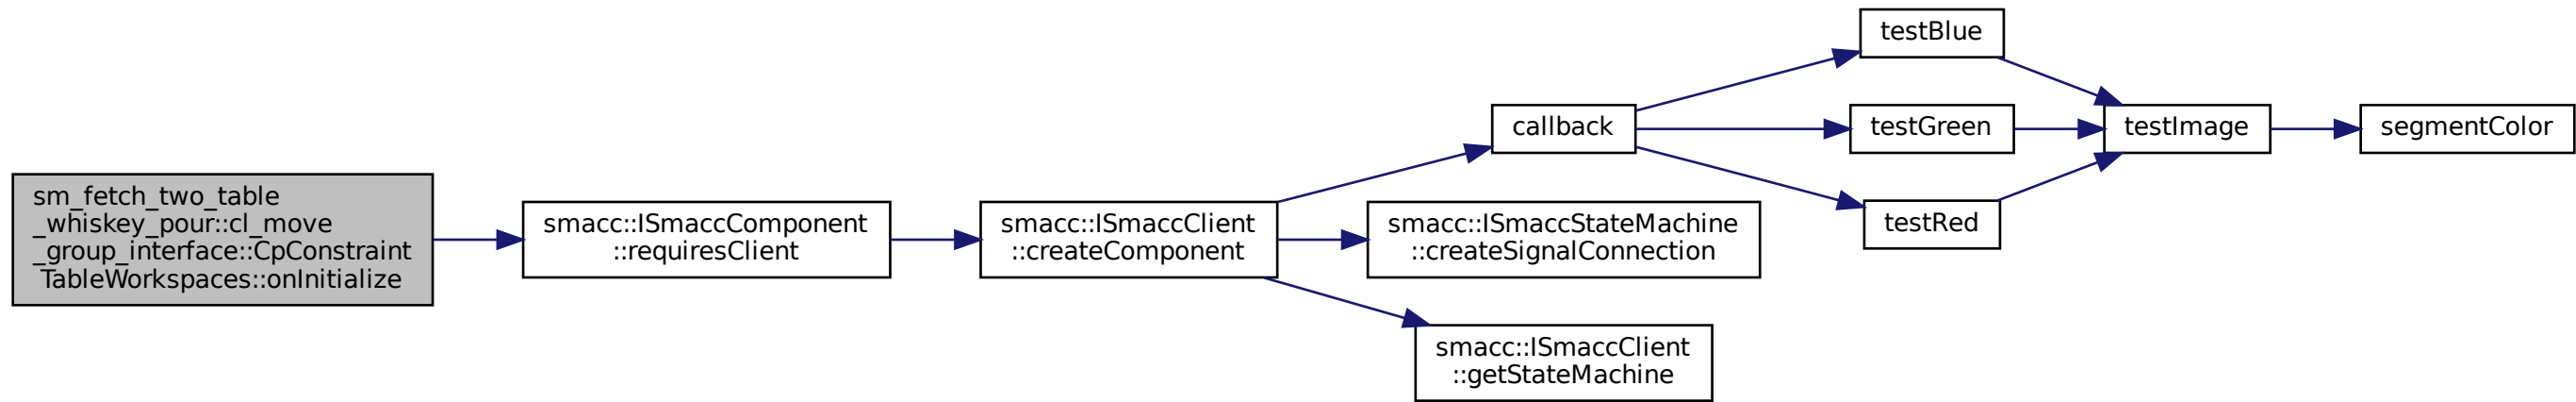 sm_fetch_two_table
_whiskey_pour::cl_move
_group_interface::CpConstraint
TableWorkspaces::onInitialize
smacc::ISmaccComponent
::requiresClient
smacc::ISmaccClient
::createComponent
callback
smacc::ISmaccStateMachine
::createSignalConnection
smacc::ISmaccClient
::getStateMachine
testBlue
testGreen
testRed
testImage
segmentColor